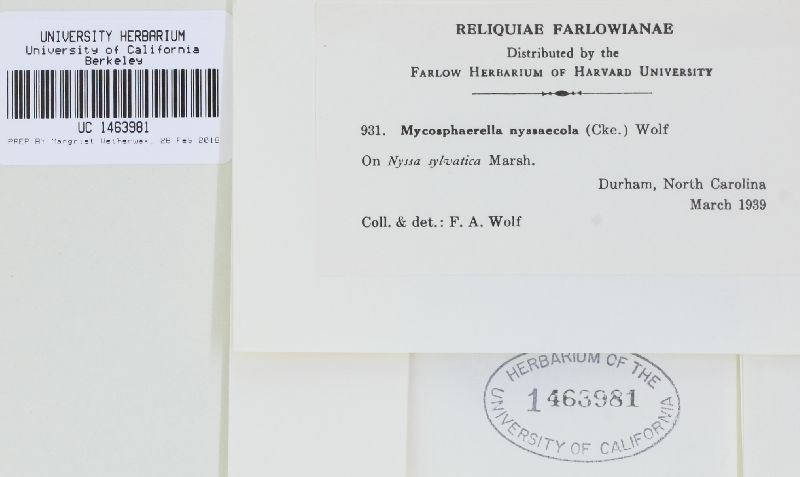 UNIVERSITY HERBARIUM
University of California
Berkeley
UC 1463981
PREP BY Margriet Wetherwax, 26 Feb 2016
RELIQUIAE FARLOWIANAE
Distributed by the
FARLOW HERBARIUM OF HARVARD UNIVERSITY
931. Mycosphaerella nyssaecola (Cke.) Wolf
On Nyssa sylvatica Marsh.
Durham, North Carolina
March 1939
Coll. & det.: F. A. Wolf
HERBARIUM OF THE
1463981
UNIVERSITY OF CALIFORNIA